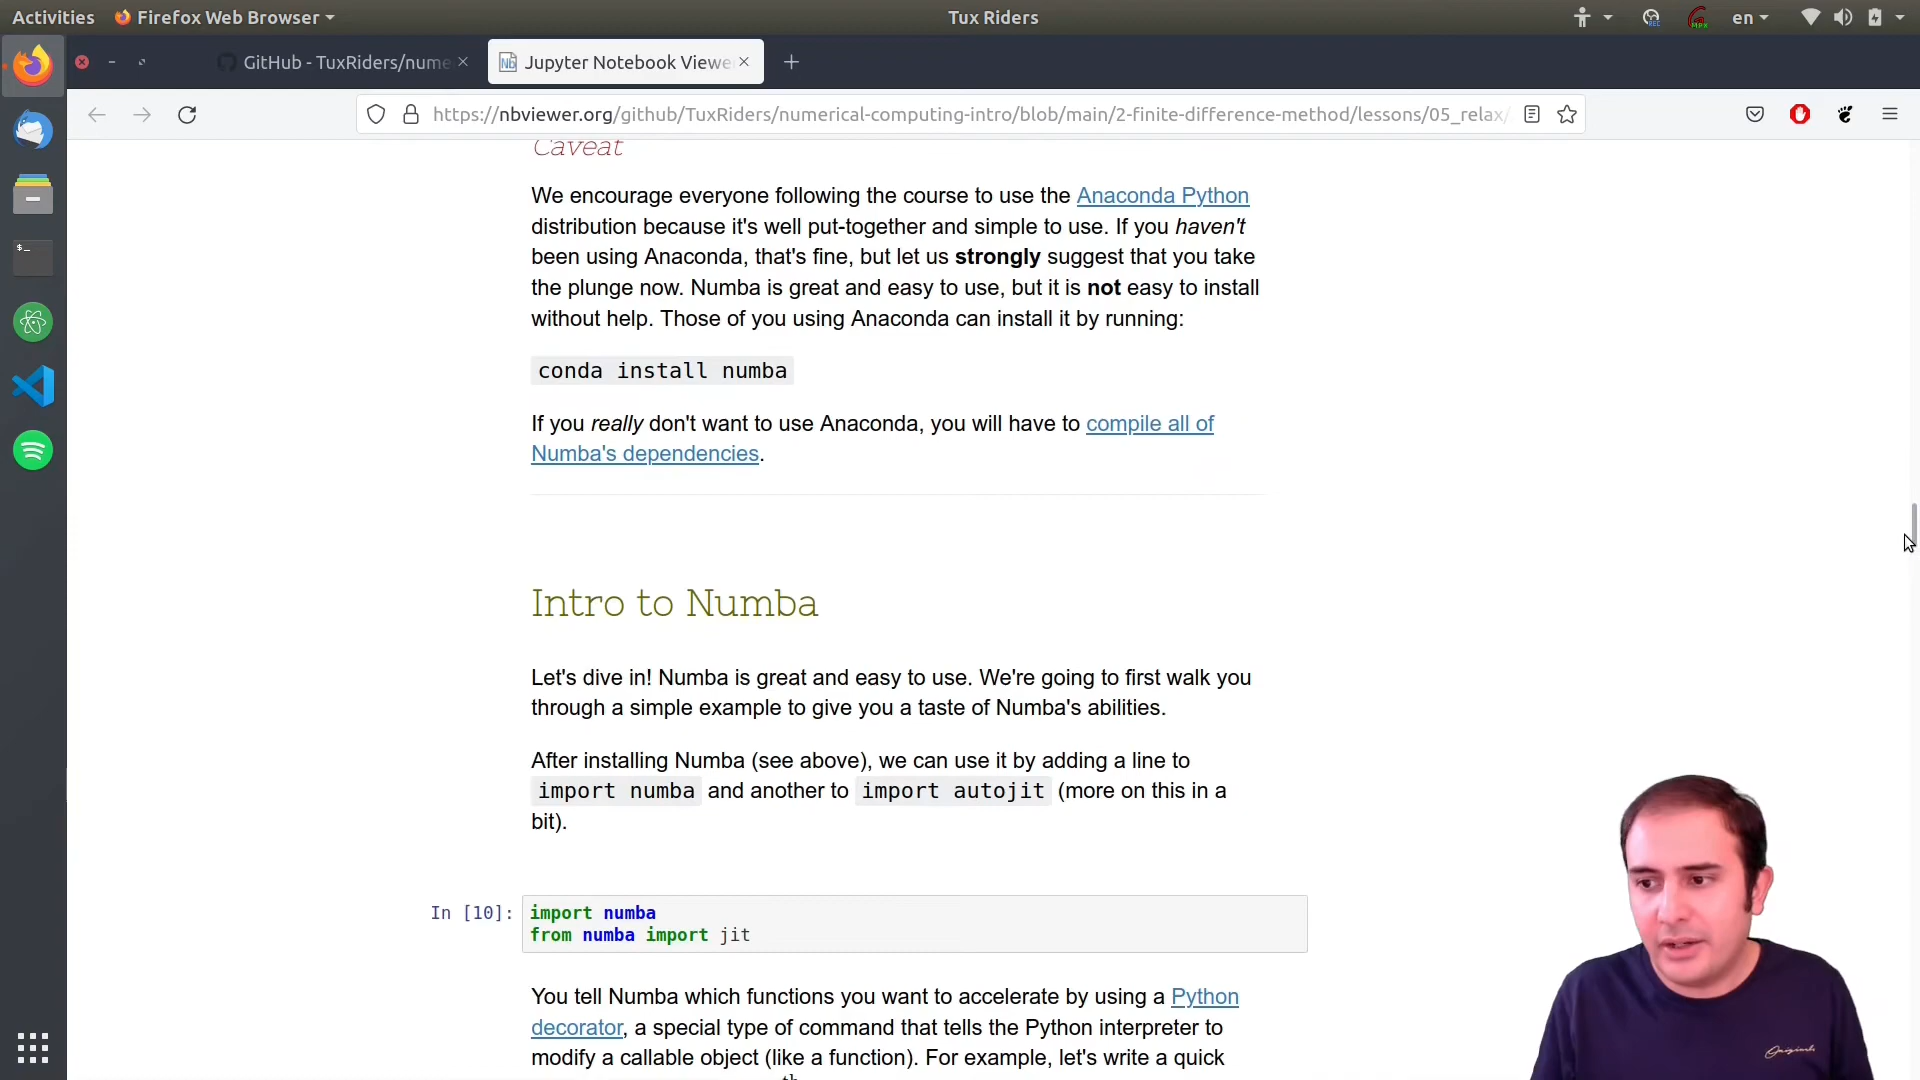 Activities
Firefox Web Browser
Tux Riders
en
GitHub - TuxRiders/nume
Jupyter Notebook Viewe
https://nbviewer.org/github/TuxRiders/numerical-computing-intro/blob/main/2-finite-difference-method/lessons/05_relax/
Caveat
We encourage everyone following the course to use the Anaconda Python
distribution because it's well put-together and simple to use. If you haven't
been using Anaconda, that's fine, but let us strongly suggest that you take
the plunge now. Numba is great and easy to use, but it is not easy to install
without help. Those of you using Anaconda can install it by running:
conda install numba
If you really don't want to use Anaconda, you will have to compile all of
Numba's dependencies.
Intro to Numba
Let's dive in! Numba is great and easy to use. We're going to first walk you
through a simple example to give you a taste of Numba's abilities.
After installing Numba (see above), we can use it by adding a line to
import numba and another to import autojit (more on this in a
bit).
In [10]:
import numba
from numba import jit
You tell Numba which functions you want to accelerate by using a Python
decorator, a special type of command that tells the Python interpreter to
modify a callable object (like a function). For example, let's write a quick